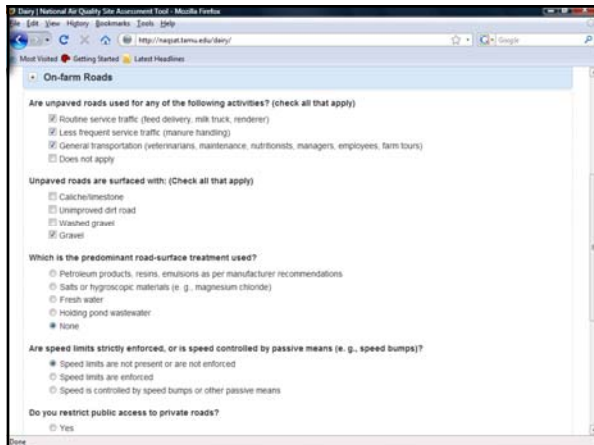 Dairy | National Air Quality Site Assessment Tool - Mozilla Firefox
File Edit View History Bookmarks Tools Help
http://naqsat.tamu.edu/dairy/
Google
Most Visited Getting Started Latest Headlines
On-farm Roads
Are unpaved roads used for any of the following activities? (check all that apply)
Routine service traffic (feed delivery, milk truck, renderer)
Less frequent service traffic (manure handling)
General transportation (veterinarians, maintenance, nutritionists, managers, employees, farm tours)
Does not apply
Unpaved roads are surfaced with: (Check all that apply)
Caliche/limestone
Unimproved dirt road
Washed gravel
Gravel
Which is the predominant road-surface treatment used?
Petroleum products, resins, emulsions as per manufacturer recommendations
Salts or hygroscopic materials (e. g., magnesium chloride)
Fresh water
Holding pond wastewater
None
Are speed limits strictly enforced, or is speed controlled by passive means (e. g., speed bumps)?
Speed limits are not present or are not enforced
Speed limits are enforced
Speed is controlled by speed bumps or other passive means
Do you restrict public access to private roads?
Yes
Done